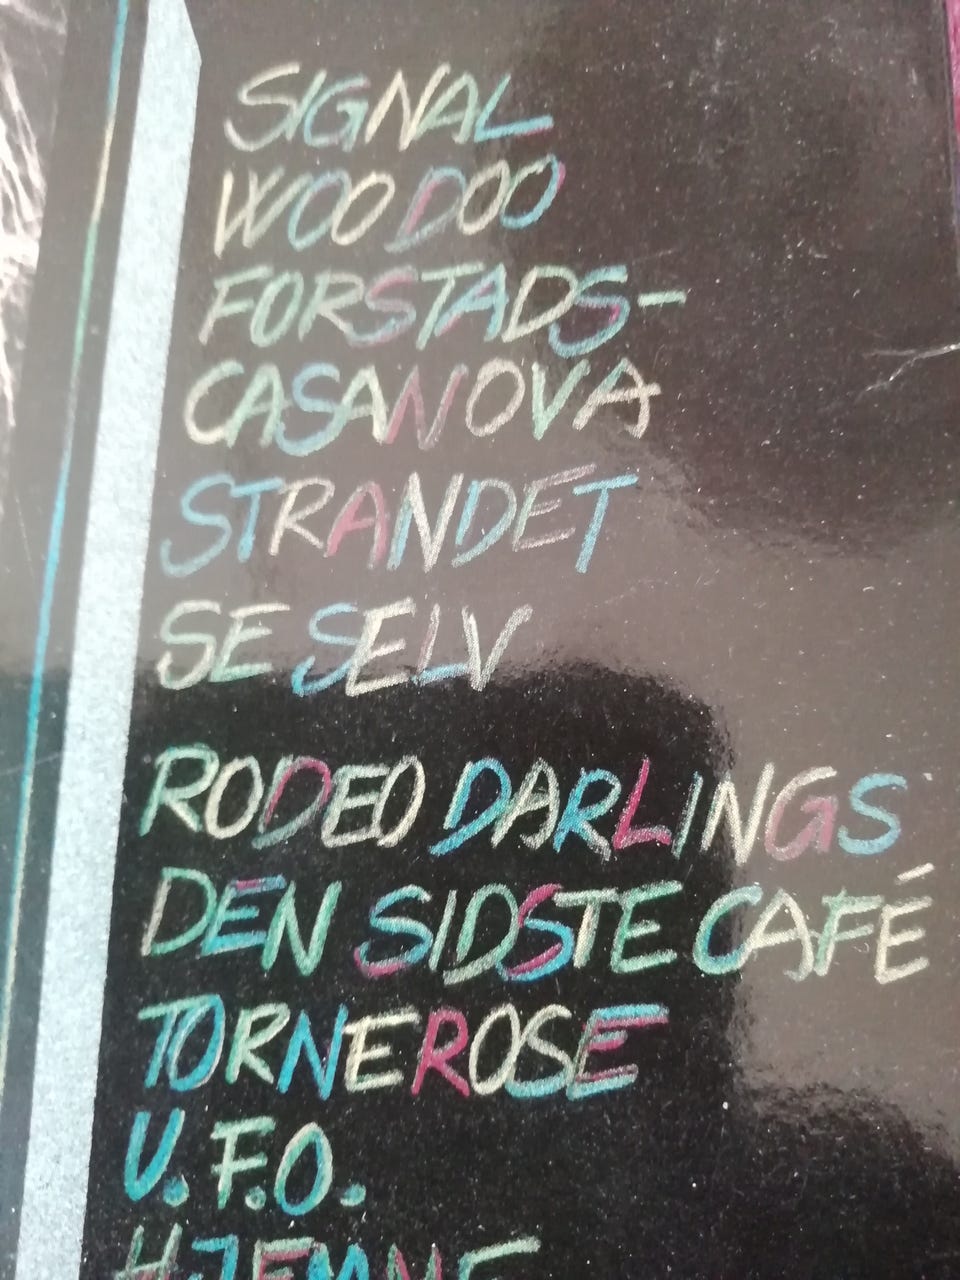 SIGNAL
WOODOO
FORSTADS-
CASANOVA
STRANDET
SE SELV
RODEO DARLINGS
DEN SIDSTE CAFÉ
TORNEROSE
U.F.O.